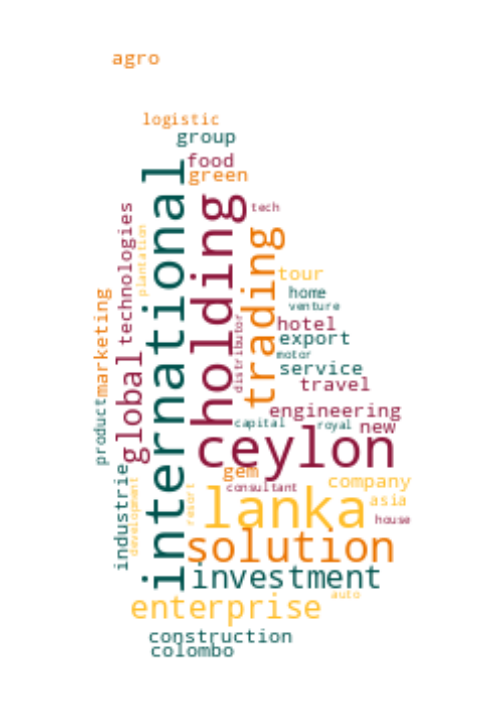 agro
logistic
group
food
green
international
holding
tech
technologies
plantation
trading
tour
home
venture
marketing
hotel
export
distributor
motor
service
travel
global
product
engineering
capital
royal
new
ceylon
industrie
development
gem
consultant
company
resort
lanka
asia
house
solution
investment
auto
enterprise
construction
colombo